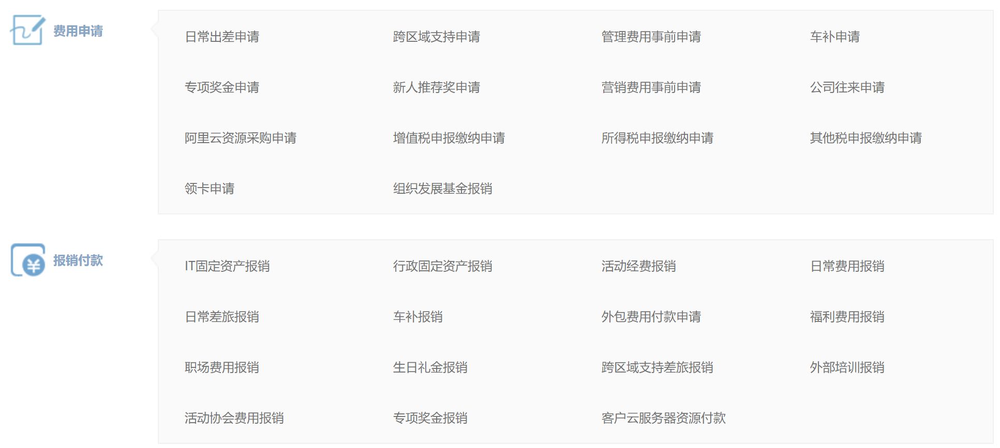 费用申请
日常出差申请 跨区域支持申请 管理费用事前申请 车补申请
专项奖金申请 新人推荐奖申请 营销费用事前申请 公司往来申请
阿里云资源采购申请 增值税申报缴纳申请 所得税申报缴纳申请 其他税申报缴纳申请
领卡申请 组织发展基金报销
报销付款
IT固定资产报销 行政固定资产报销 活动经费报销 日常费用报销
日常差旅报销 车补报销 外包费用付款申请 福利费用报销
职场费用报销 生日礼金报销 跨区域支持差旅报销 外部培训报销
活动协会费用报销 专项奖金报销 客户云服务器资源付款